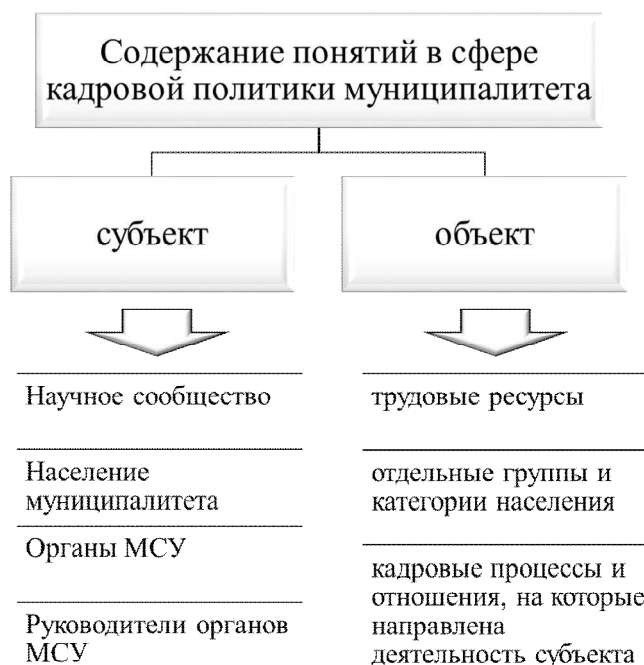 Содержание понятий в сфере
кадровой политики муниципалитета
субъект
объект
Научное сообщество
Население
муниципалитета
Органы МСУ
Руководители органов
МСУ
трудовые ресурсы
отдельные группы и
категории населения
кадровые процессы и
отношения, на которые
направлена
деятельность субъекта